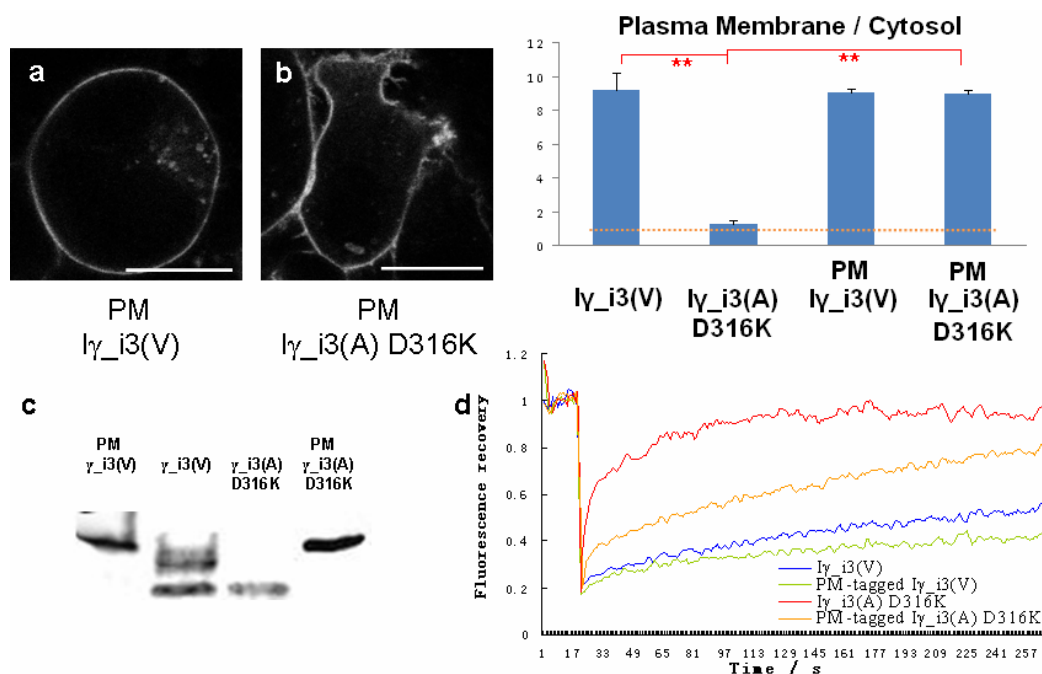 a
b
PM
Iγ_i3(V)
PM
Iγ_i3(A) D316K
Plasma Membrane / Cytosol
12
10
8
6
4
2
0
**
**
Iγ_i3(V)
Iγ_i3(A)
D316K
PM
Iγ_i3(V)
PM
Iγ_i3(A)
D316K
c
PM
γ_i3(V)
γ_i3(V)
γ_i3(A)
D316K
PM
γ_i3(A)
D316K
d
Fluorescence recovery
1.2
1
0.8
0.6
0.4
0.2
0
Iγ_i3(V)
PM-tagged Iγ_i3(V)
Iγ_i3(A) D316K
PM-tagged Iγ_i3(A) D316K
1 17 33 49 65 81 97 113 129 145 161 177 193 209 225 241 257
Time / s